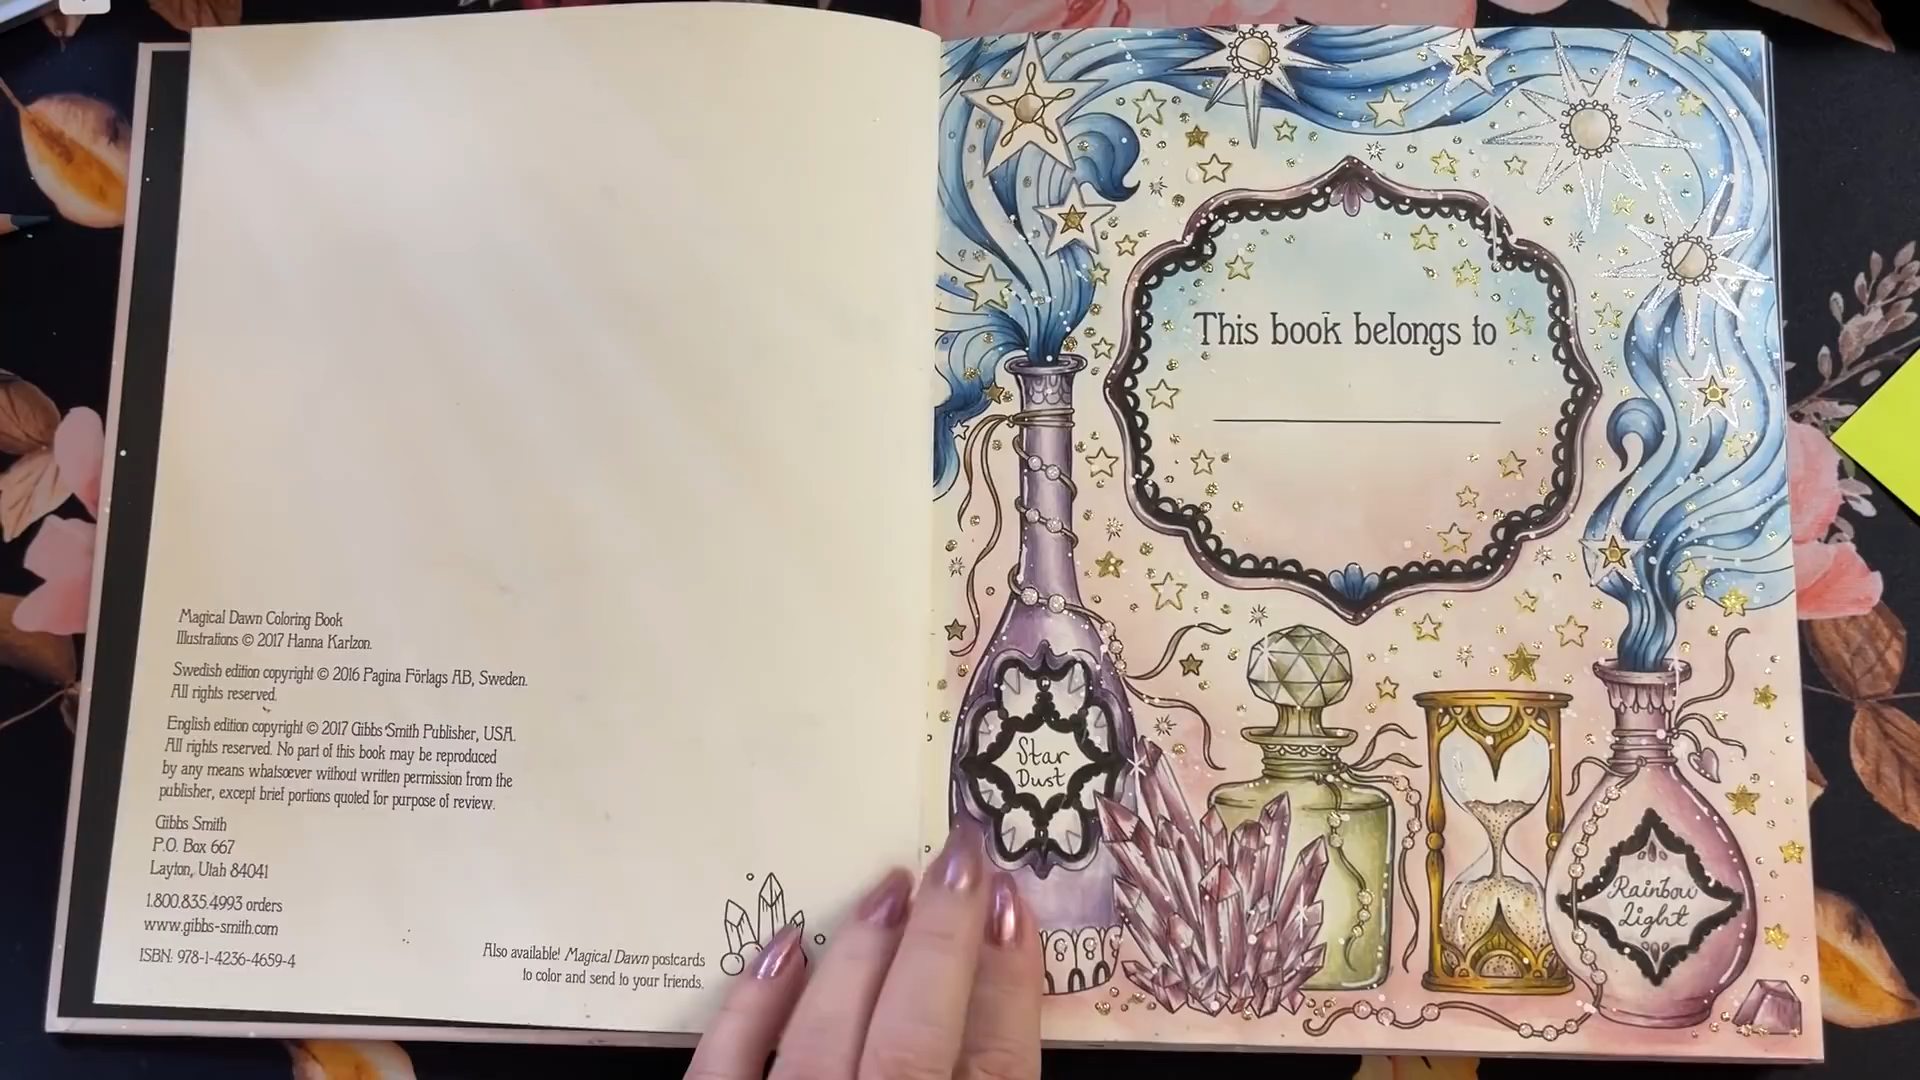 Magical Dawn Coloring Book
Illustrations © 2017 Hanna Karlzon.
Swedish edition copyright © 2016 Pagina Förlags AB, Sweden.
All rights reserved.
English edition copyright © 2017 Gibbs Smith Publisher, USA.
All rights reserved. No part of this book may be reproduced
by any means whatsoever without written permission from the
publisher, except brief portions quoted for purpose of review.
Gibbs Smith
P.O. Box 667
Layton, Utah 84041
1.800.835.4993 orders
www.gibbs-smith.com
ISBN: 978-1-4236-4659-4
Also available! Magical Dawn postcards
to color and send to your friends.
This book belongs to
Star
Dust
Rainbow
Light